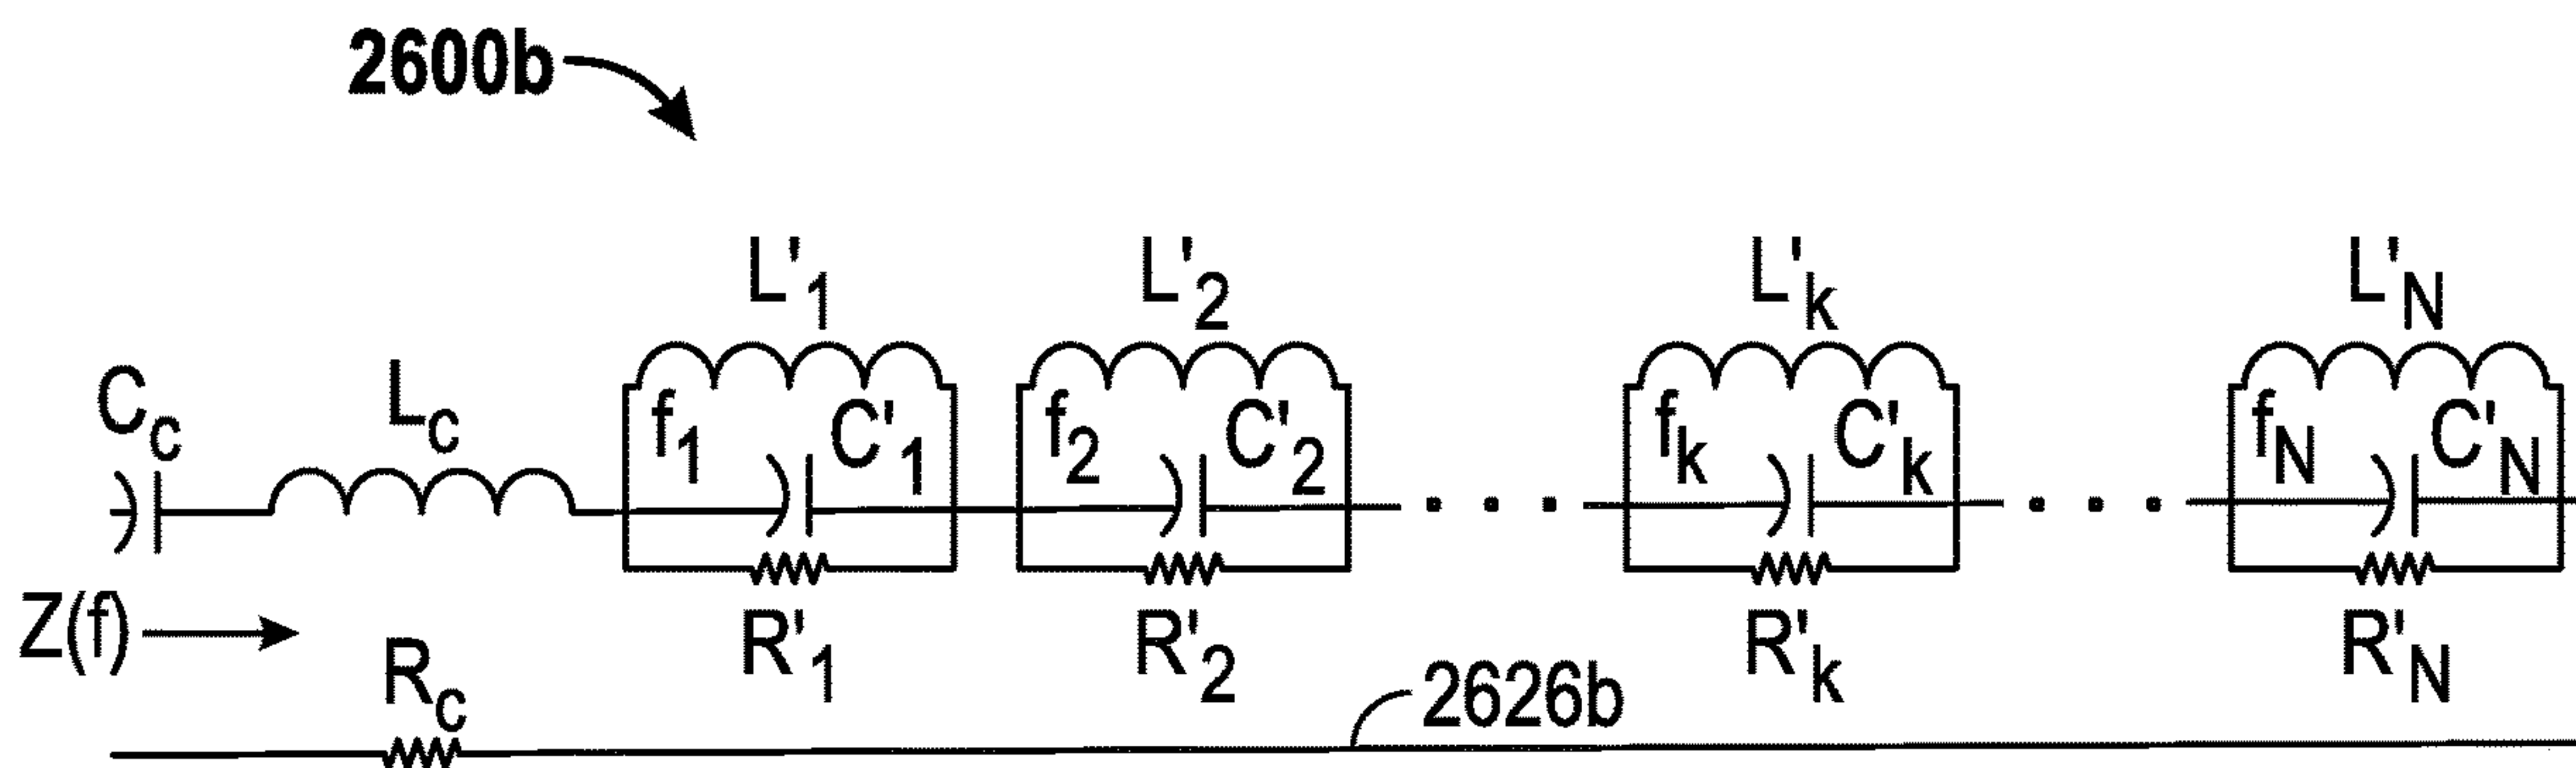 2600b
L'1 L'2 L'k L'N
Cc Lc f1 C'1 f2 C'2 fk C'k fN C'N
Z(f) Rc R'1 R'2 R'k R'N
2626b